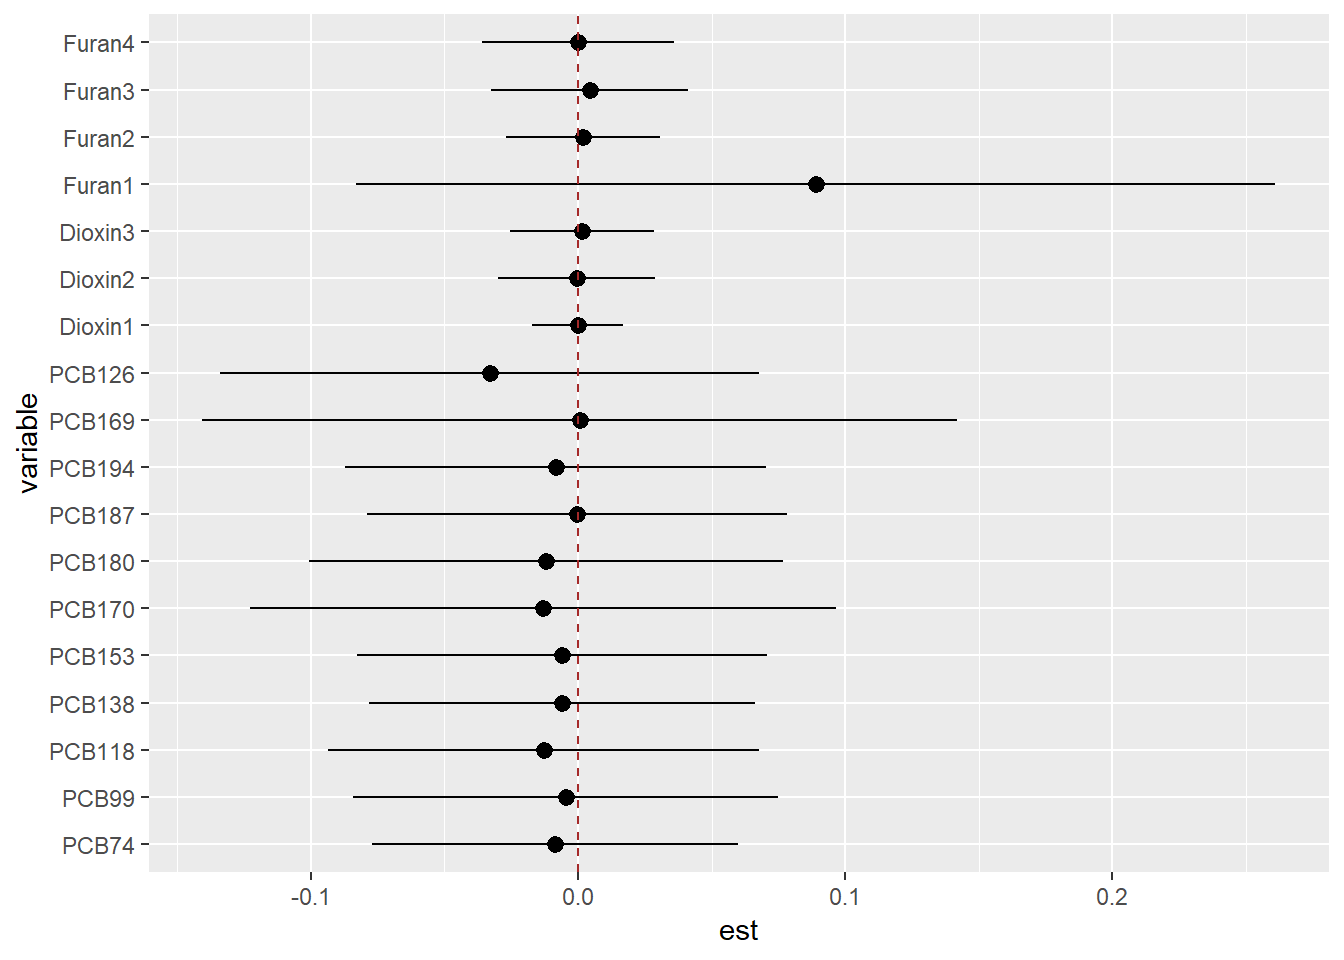 Furan4
Furan3
Furan2
Furan1
Dioxin3
Dioxin2
Dioxin1
PCB126
PCB169
PCB194
PCB187
PCB180
PCB170
PCB153
PCB138
PCB118
PCB99
PCB74
variable
-0.1 0.0 0.1 0.2
est